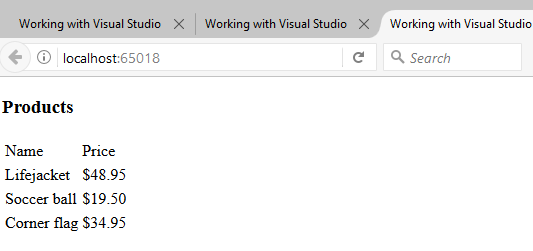 Working with Visual Studio Working with Visual Studio Working with Visual Studio
localhost:65018 Search
Products
Name Price
Lifejacket $48.95
Soccer ball $19.50
Corner flag $34.95